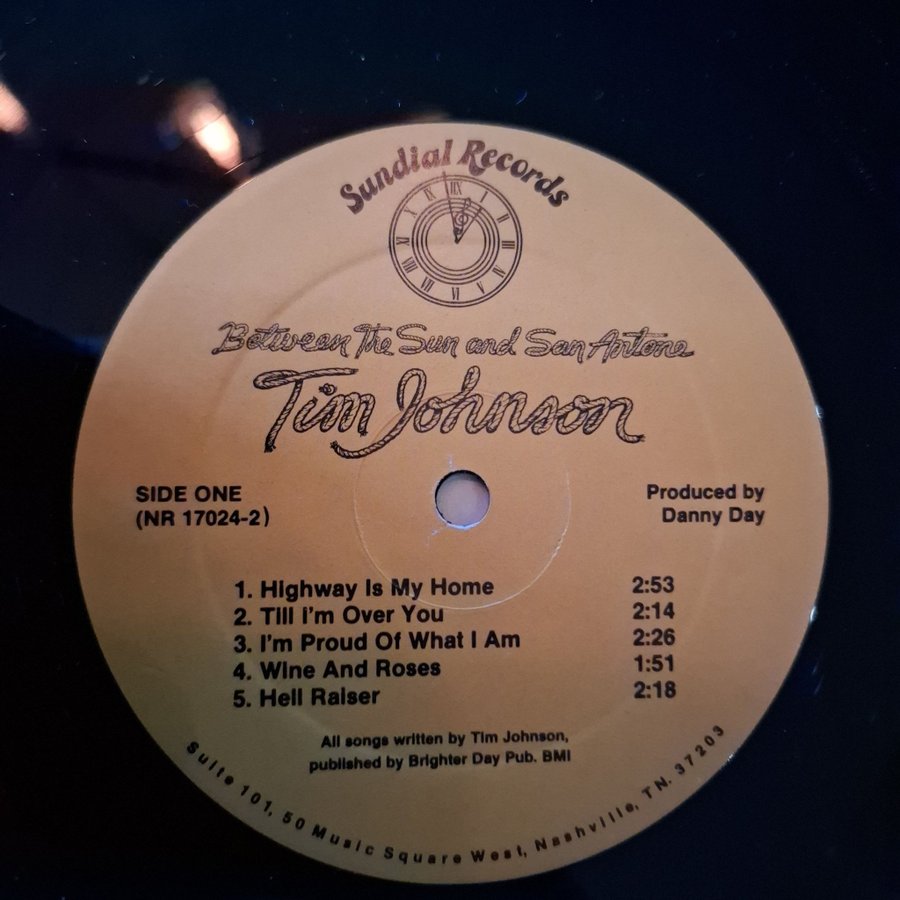 Sundial Records
Between The Sun and San Antone
Tim Johnson
SIDE ONE
(NR 17024-2)
Produced by
Danny Day
1. Highway Is My Home 2:53
2. Till I'm Over You 2:14
3. I'm Proud Of What I Am 2:26
4. Wine And Roses 1:51
5. Hell Raiser 2:18
All songs written by Tim Johnson,
published by Brighter Day Pub. BMI
Suite 101, 50 Music Square West, Nashville, TN. 37203